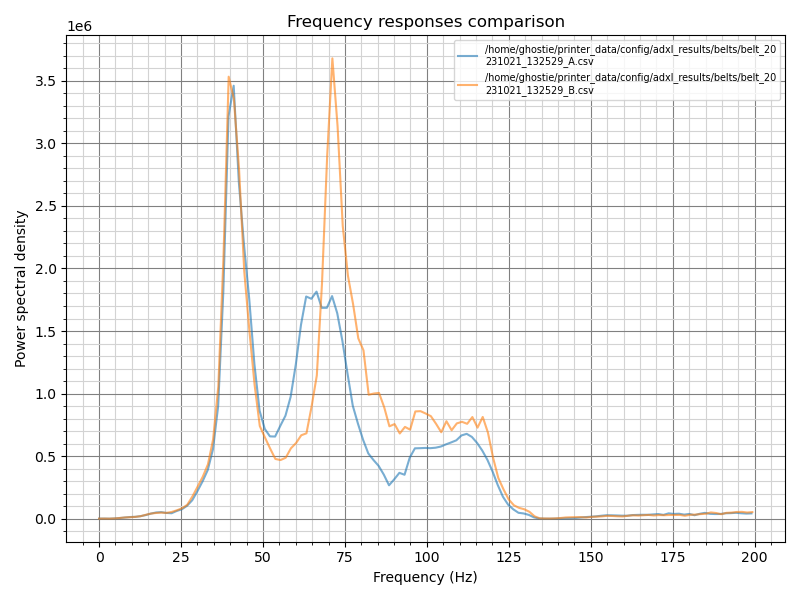 Frequency responses comparison
1e6
/home/ghostie/printer_data/config/adxl_results/belts/belt_20
231021_132529_A.csv
/home/ghostie/printer_data/config/adxl_results/belts/belt_20
231021_132529_B.csv
3.5
3.0
2.5
2.0
1.5
1.0
0.5
0.0
Power spectral density
0 25 50 75 100 125 150 175 200
Frequency (Hz)